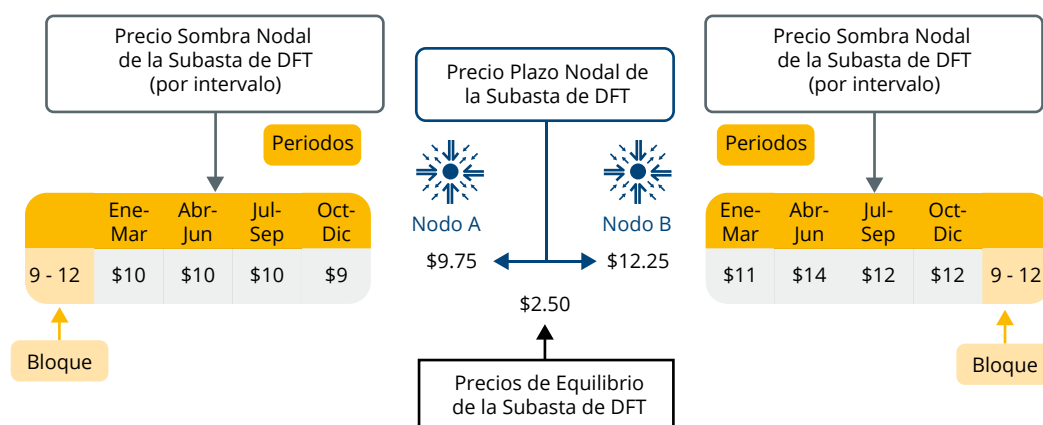 Precio Sombra Nodal
de la Subasta de DFT
(por intervalo)
Periodos
Ene-
Mar
Abr-
Jun
Jul-
Sep
Oct-
Dic
9 - 12
$10
$10
$10
$9
Bloque
Precio Plazo Nodal de
la Subasta de DFT
Nodo A
Nodo B
$9.75
$12.25
$2.50
Precios de Equilibrio
de la Subasta de DFT
Precio Sombra Nodal
de la Subasta de DFT
(por intervalo)
Periodos
Ene-
Mar
Abr-
Jun
Jul-
Sep
Oct-
Dic
$11
$14
$12
$12
9 - 12
Bloque